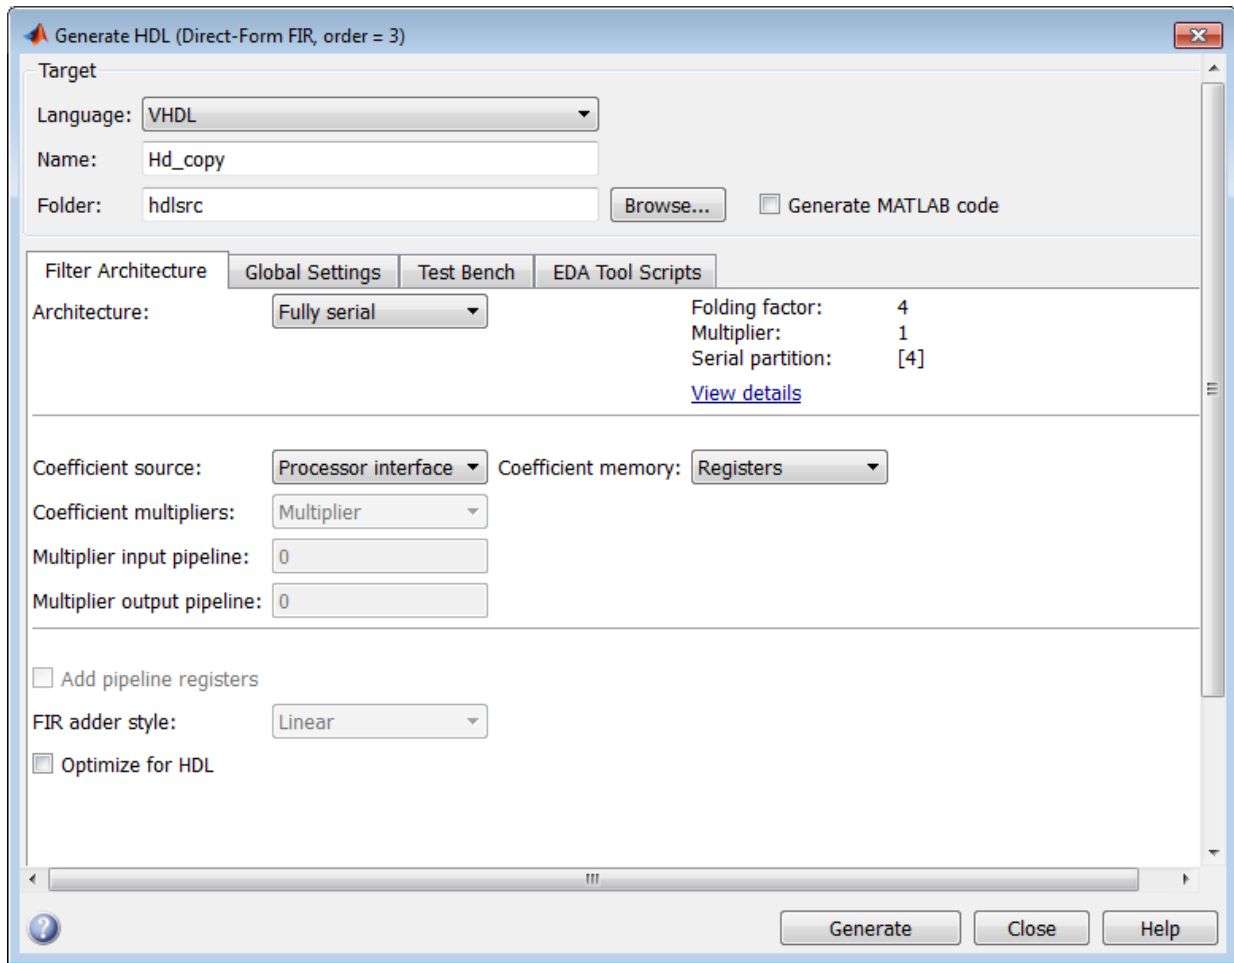 Generate HDL (Direct-Form FIR, order = 3)
Target
Language: VHDL
Name: Hd_copy
Folder: hdlsrc Browse... Generate MATLAB code
Filter Architecture Global Settings Test Bench EDA Tool Scripts
Architecture: Fully serial Folding factor: 4
Multiplier: 1
Serial partition: [4]
View details
Coefficient source: Processor interface Coefficient memory: Registers
Coefficient multipliers: Multiplier
Multiplier input pipeline: 0
Multiplier output pipeline: 0
Add pipeline registers
FIR adder style: Linear
Optimize for HDL
? Generate Close Help